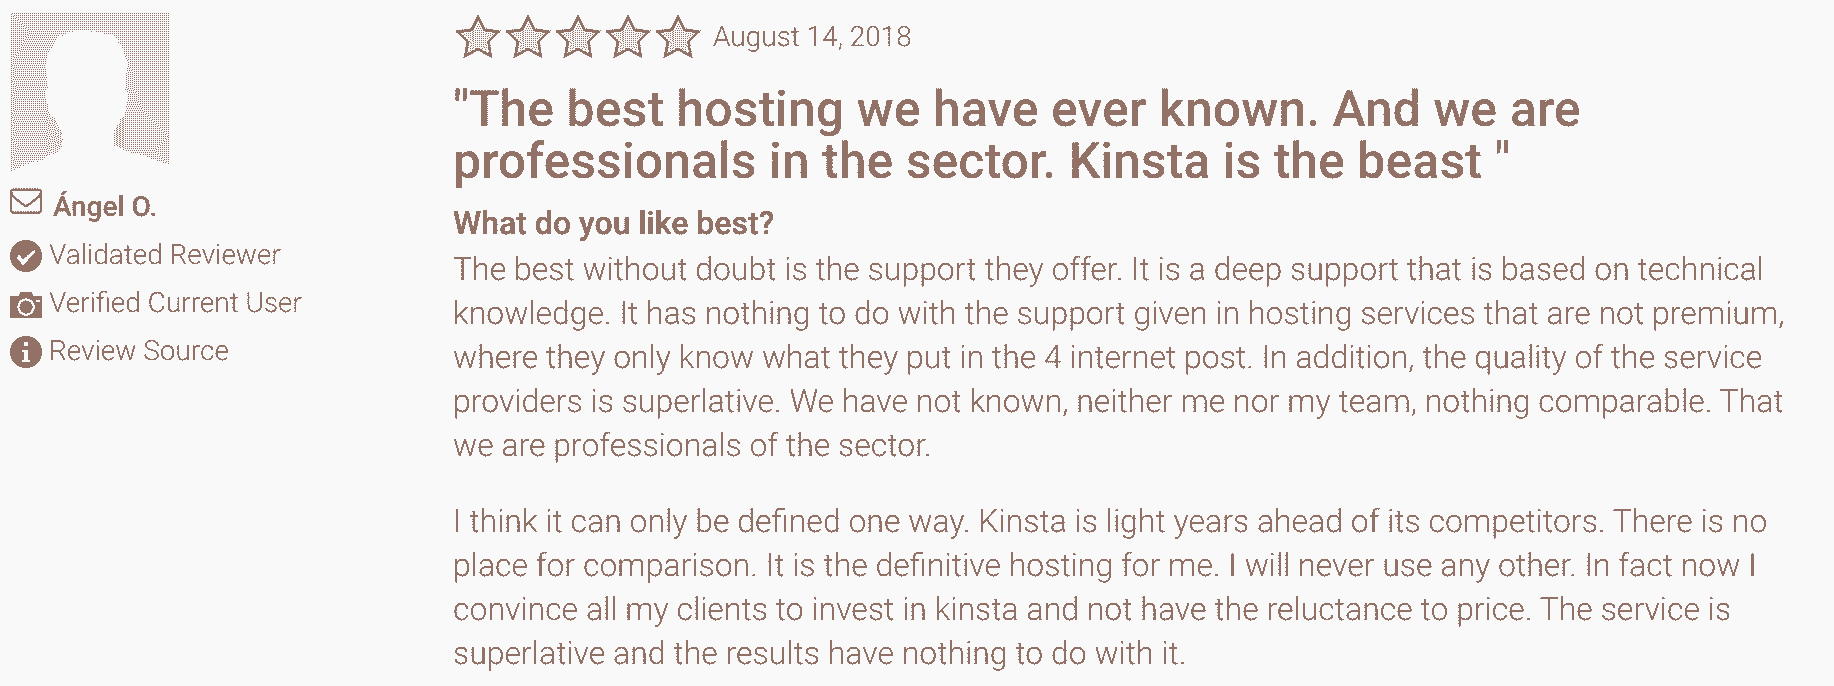 Ángel O.
Validated Reviewer
Verified Current User
Review Source
August 14, 2018
"The best hosting we have ever known. And we are
professionals in the sector. Kinsta is the beast "
What do you like best?
The best without doubt is the support they offer. It is a deep support that is based on technical
knowledge. It has nothing to do with the support given in hosting services that are not premium,
where they only know what they put in the 4 internet post. In addition, the quality of the service
providers is superlative. We have not known, neither me nor my team, nothing comparable. That
we are professionals of the sector.
I think it can only be defined one way. Kinsta is light years ahead of its competitors. There is no
place for comparison. It is the definitive hosting for me. I will never use any other. In fact now I
convince all my clients to invest in kinsta and not have the reluctance to price. The service is
superlative and the results have nothing to do with it.